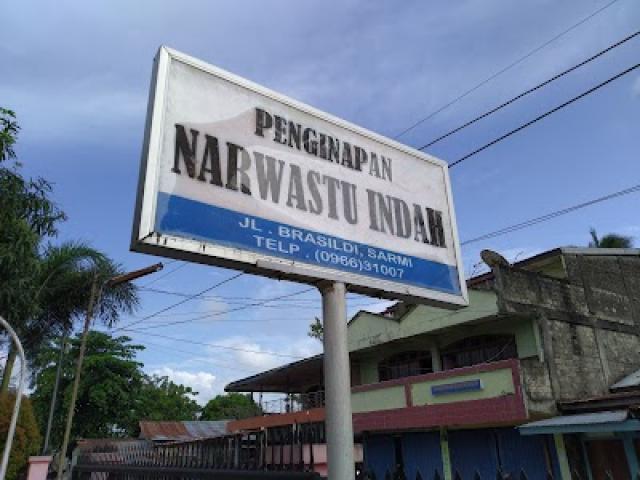 PENGINAPAN
NARWASTU INDAH
JL . BRASILDI, SARMI
TELP . (0966)31007